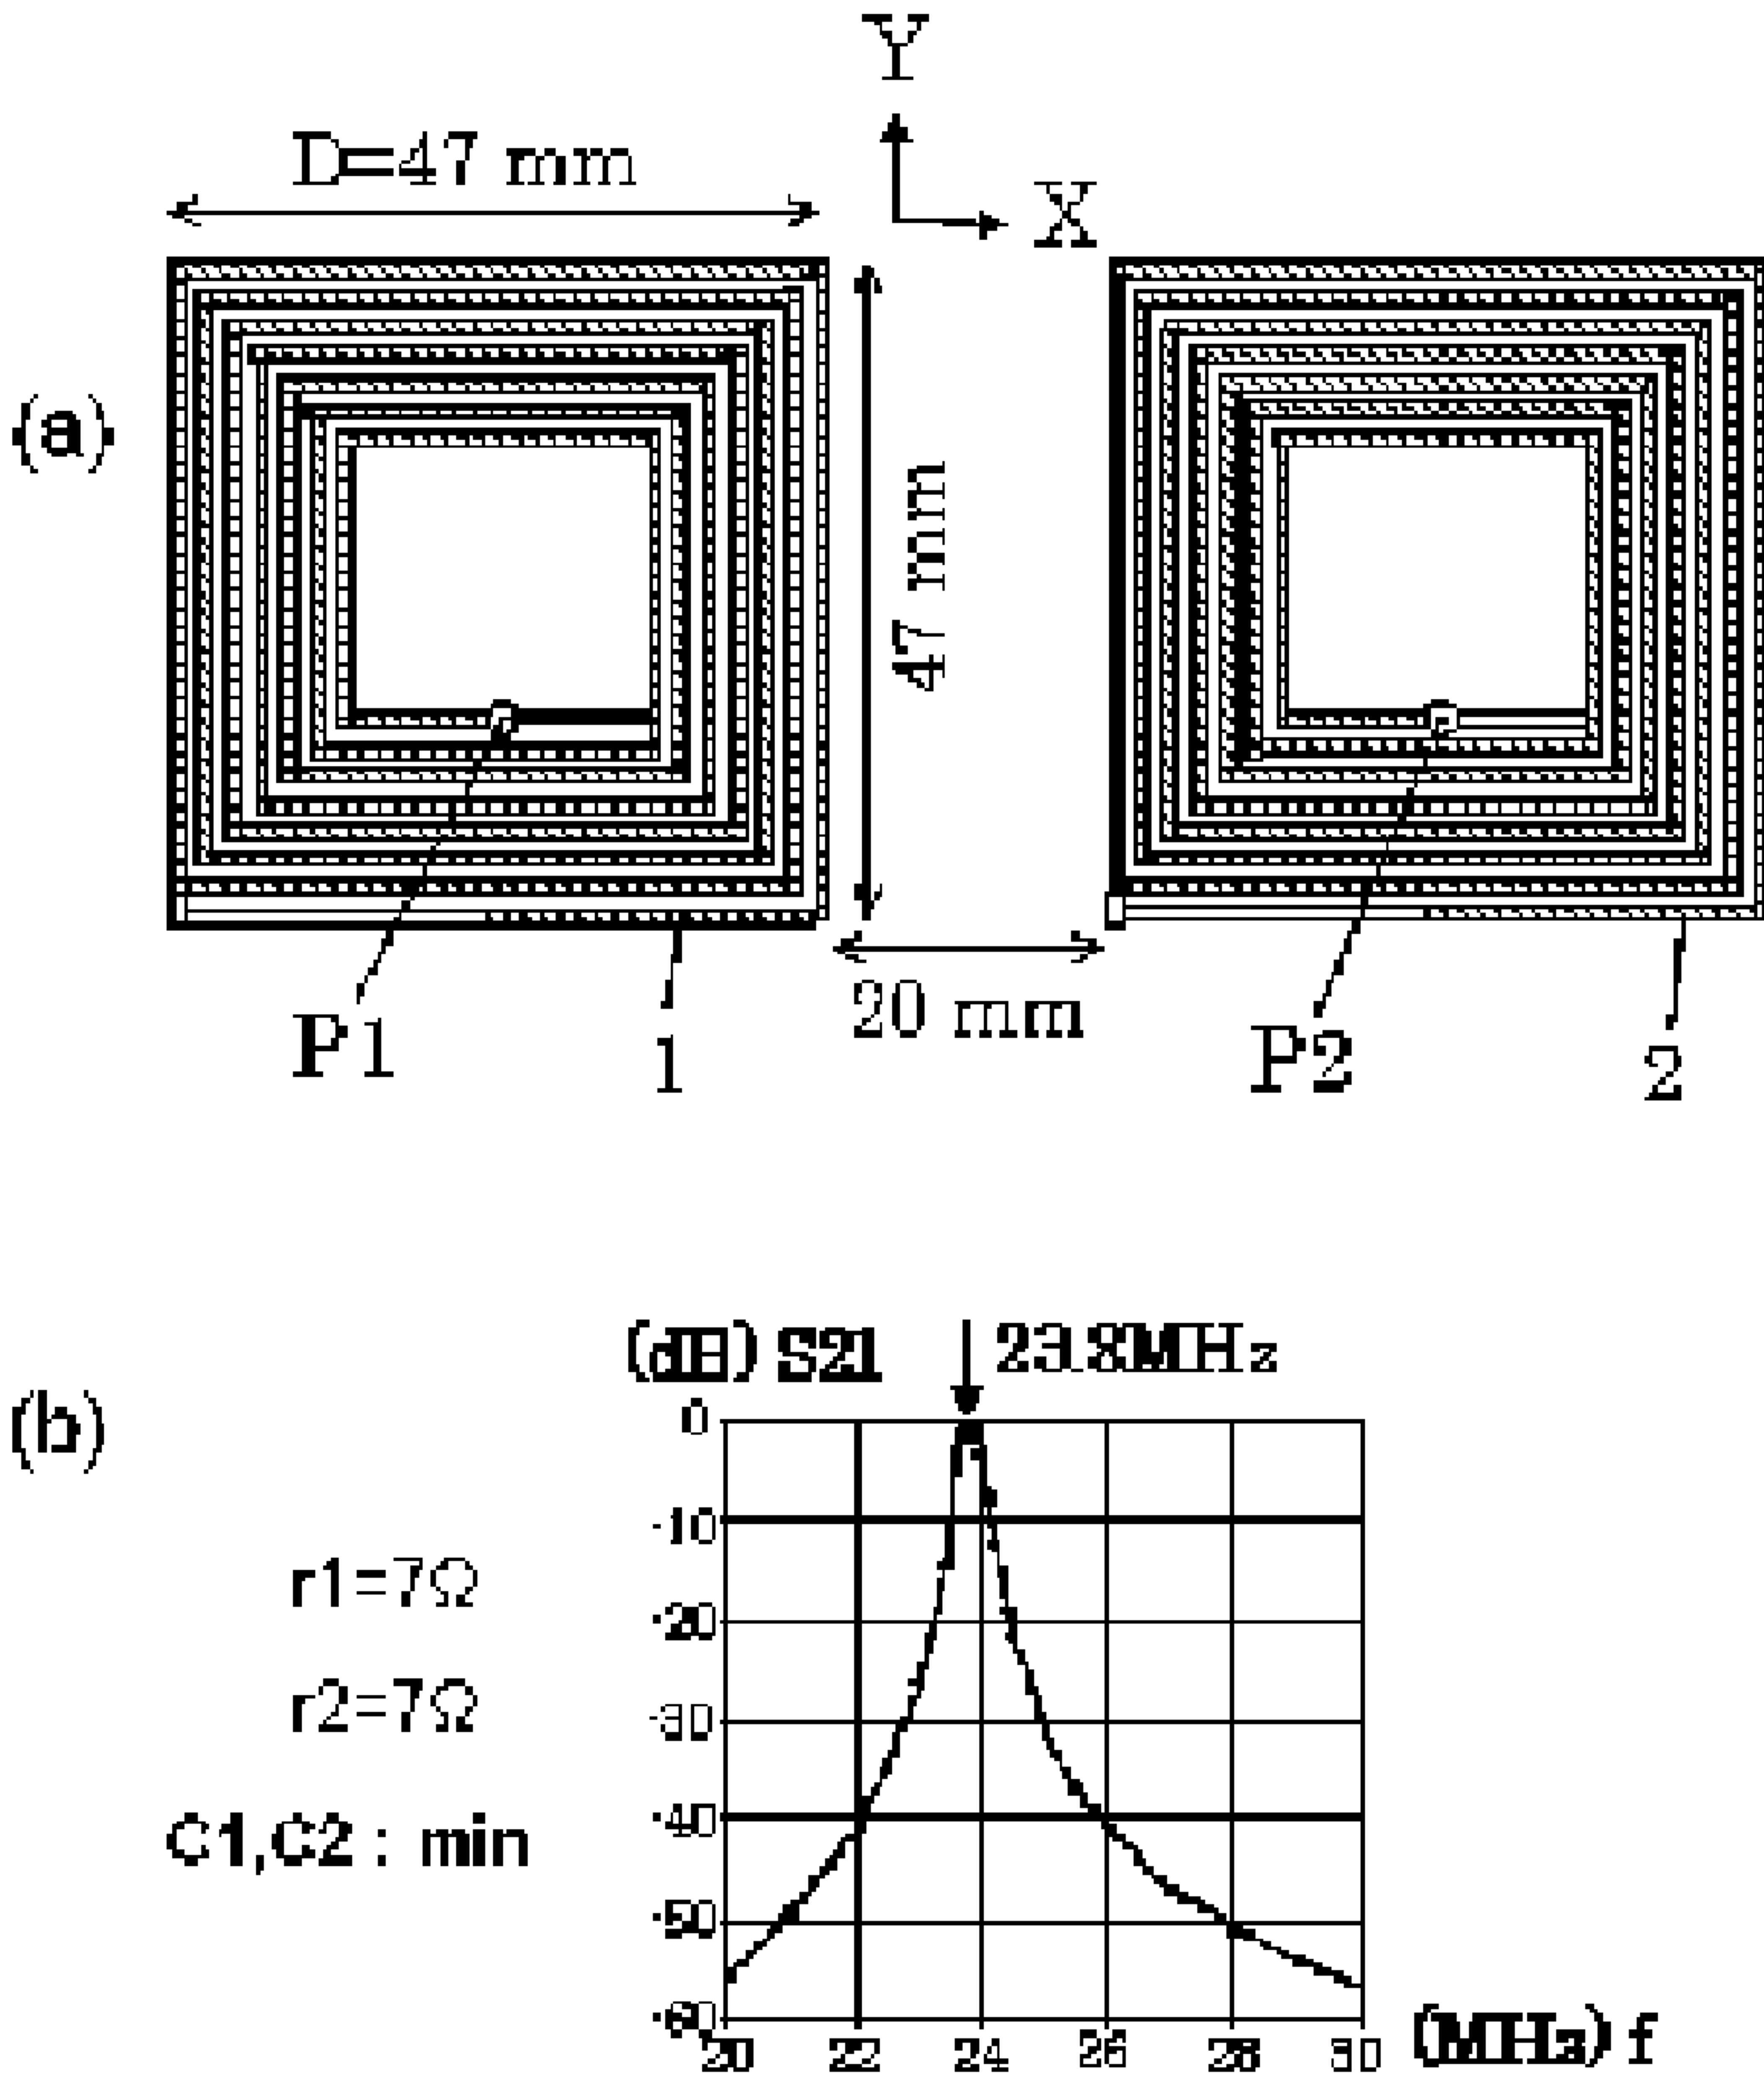 Y
D=47 mm
X
(a)
47 mm
20 mm
P1
1
P2
2
(b)
(dB) S21
23.8MHz
0
-10
-20
-30
-40
-50
-60
r1=7Ω
r2=7Ω
C1,C2 : min
20 22 24 26 28 30 (MHz) f